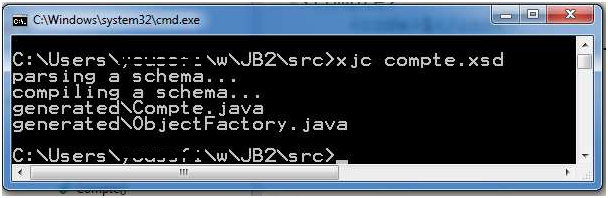 C:\Windows\system32\cmd.exe
C:\Users\ \w\JB2\src>xjc compte.xsd
parsing a schema...
compiling a schema...
generated\Compte.java
generated\ObjectFactory.java
C:\Users\ \w\JB2\src>_